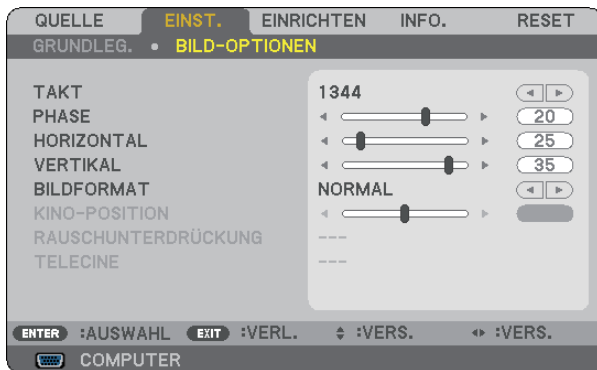 QUELLE EINST. EINRICHTEN INFO. RESET
GRUNDLEG. • BILD-OPTIONEN
TAKT 1344
PHASE 20
HORIZONTAL 25
VERTIKAL 35
BILDFORMAT NORMAL
KINO-POSITION
RAUSCHUNTERDRÜCKUNG ---
TELECINE ---
ENTER :AUSWAHL EXIT :VERL. :VERS. :VERS.
COMPUTER